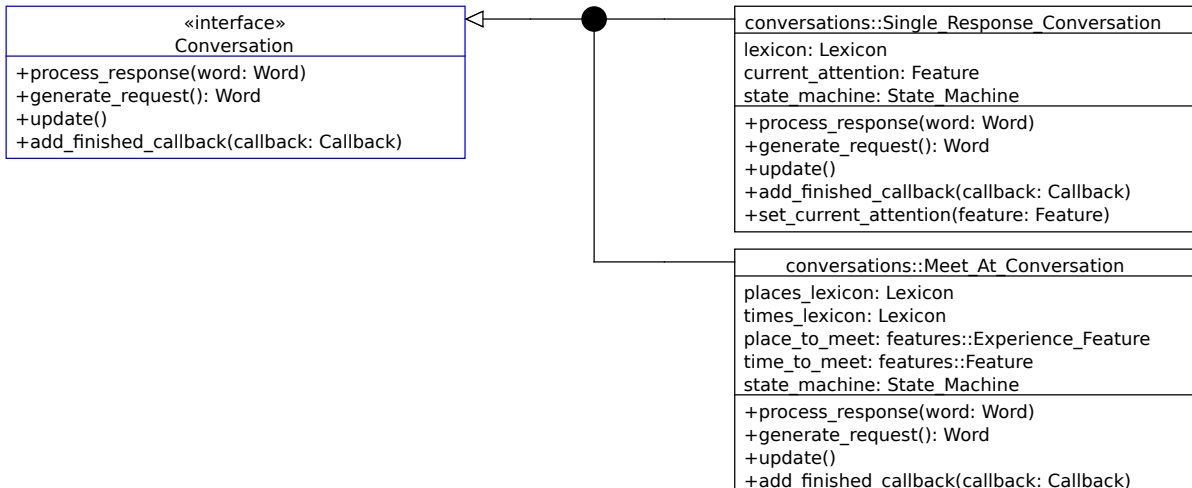 «interface»
Conversation
+process_response(word: Word)
+generate_request(): Word
+update()
+add_finished_callback(callback: Callback)
conversations::Single_Response_Conversation
lexicon: Lexicon
current_attention: Feature
state_machine: State_Machine
+process_response(word: Word)
+generate_request(): Word
+update()
+add_finished_callback(callback: Callback)
+set_current_attention(feature: Feature)
conversations::Meet_At_Conversation
places_lexicon: Lexicon
times_lexicon: Lexicon
place_to_meet: features::Experience_Feature
time_to_meet: features::Feature
state_machine: State_Machine
+process_response(word: Word)
+generate_request(): Word
+update()
+add_finished_callback(callback: Callback)